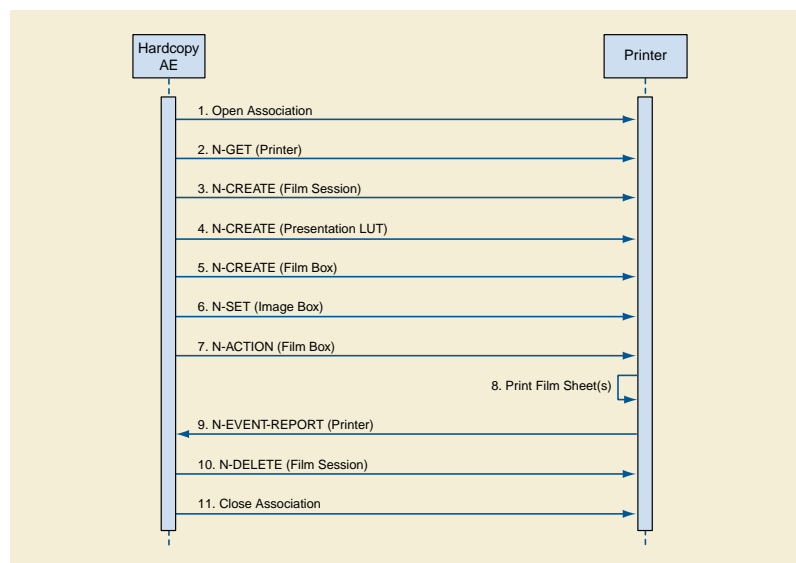 Hardcopy
AE
Printer
1. Open Association
2. N-GET (Printer)
3. N-CREATE (Film Session)
4. N-CREATE (Presentation LUT)
5. N-CREATE (Film Box)
6. N-SET (Image Box)
7. N-ACTION (Film Box)
8. Print Film Sheet(s)
9. N-EVENT-REPORT (Printer)
10. N-DELETE (Film Session)
11. Close Association